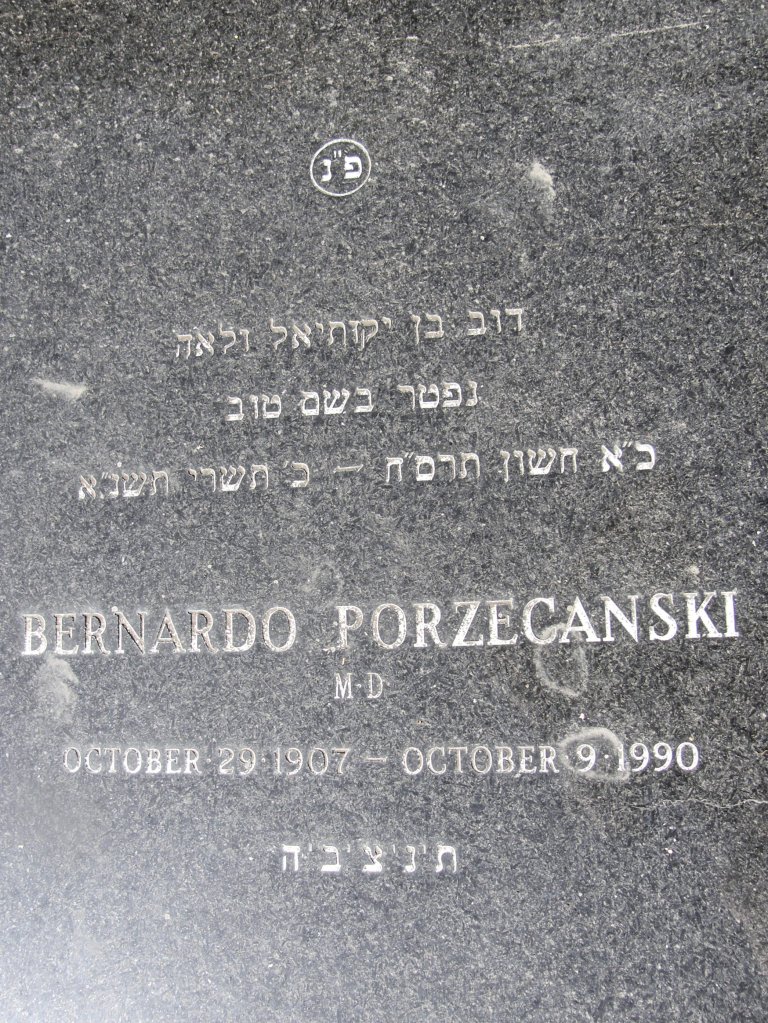 פ"נ
דוב בן יקותיאל ולאה
נפטר בשם טוב
כ"א חשון תרס"ח – כ' תשרי תשנ"א
BERNARDO PORZECANSKI
M·D
OCTOBER·29·1907 – OCTOBER·9·1990
ת'נ'צ'ב'ה